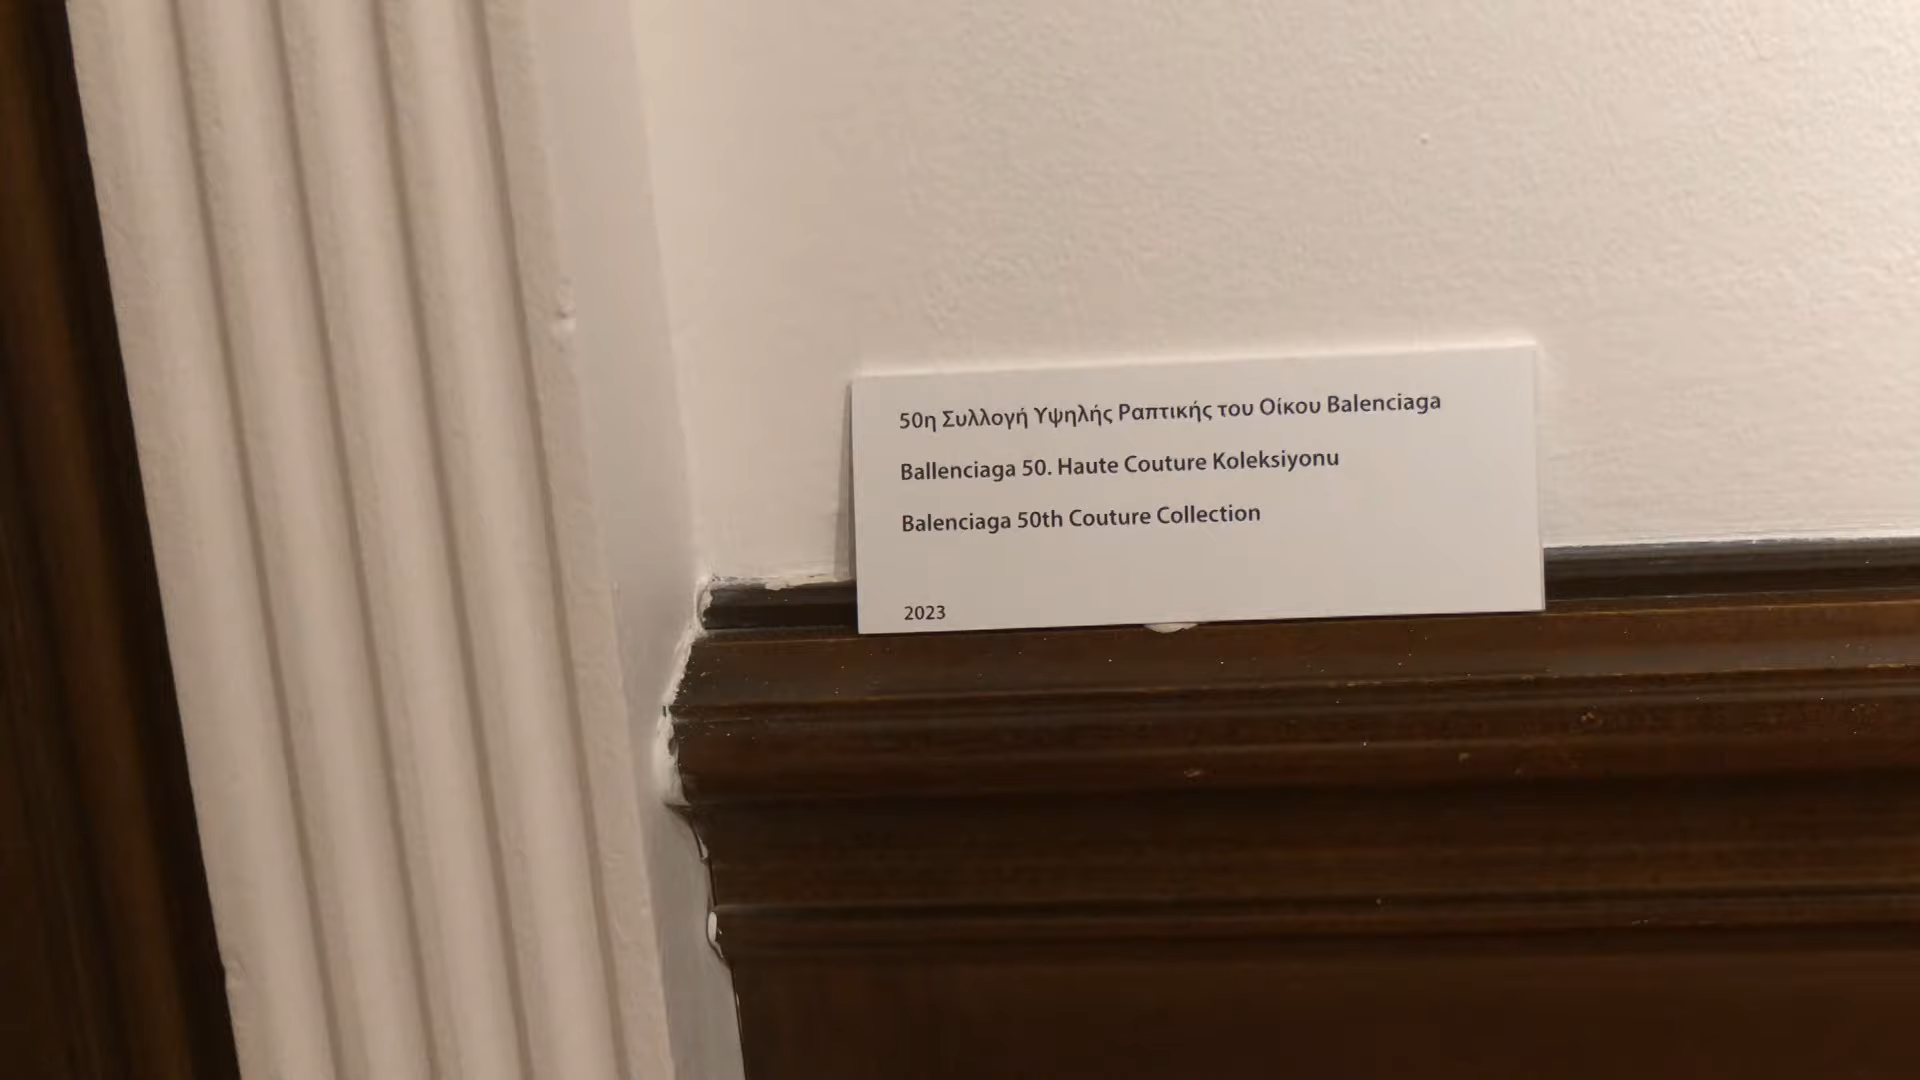 50η Συλλογή Υψηλής Ραπτικής του Οίκου Balenciaga
Ballenciaga 50. Haute Couture Koleksiyonu
Balenciaga 50th Couture Collection
2023